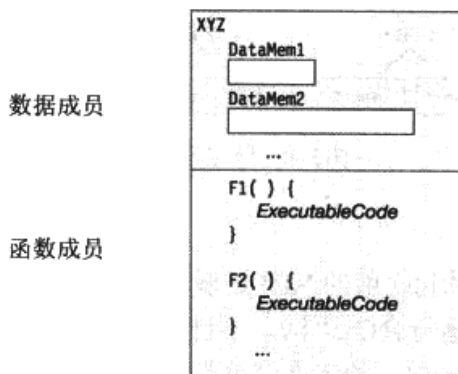 XYZ
DataMem1
数据成员
DataMem2
...
F1( ) {
ExecutableCode
函数成员
}
F2( ) {
ExecutableCode
}
...